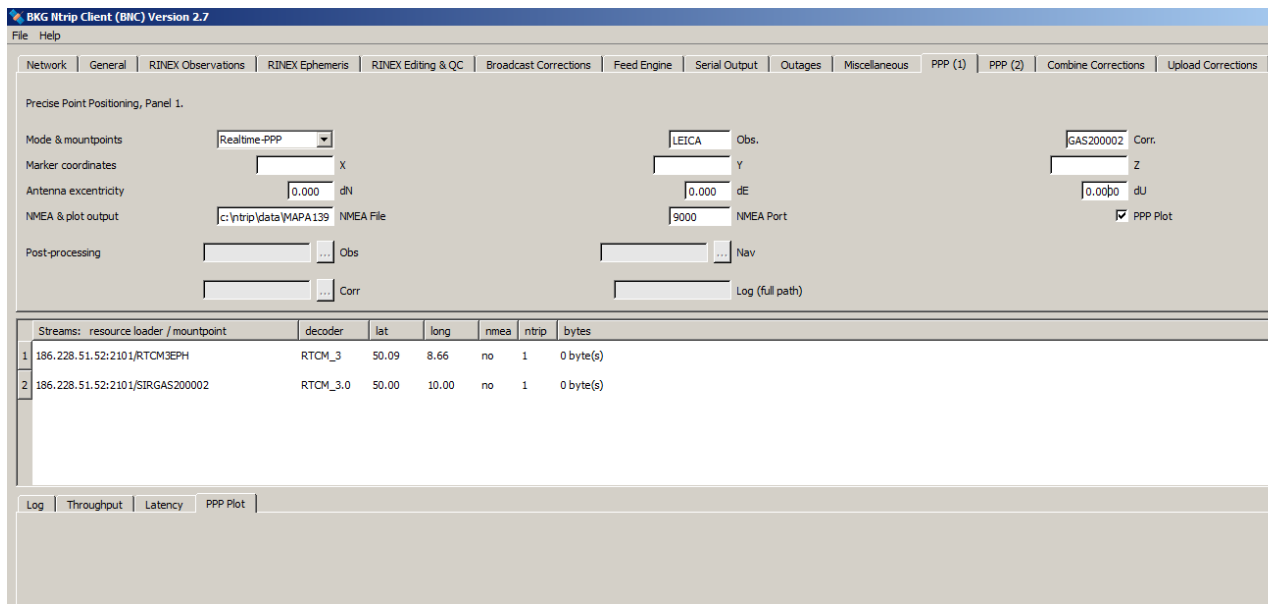 BKG Ntrip Client (BNC) Version 2.7
File Help
Network General RINEX Observations RINEX Ephemeris RINEX Editing & QC Broadcast Corrections Feed Engine Serial Output Outages Miscellaneous PPP (1) PPP (2) Combine Corrections Upload Corrections
Precise Point Positioning, Panel 1.
Mode & mountpoints Realtime-PPP LEICA Obs. GAS200002 Corr.
Marker coordinates X Y Z
Antenna excentricity 0.000 dN 0.000 dE 0.0000 dU
NMEA & plot output c:\ntrip\data\MAPA139 NMEA File 9000 NMEA Port PPP Plot
Post-processing ... Obs ... Nav
... Corr Log (full path)
Streams: resource loader / mountpoint decoder lat long nmea ntrip bytes
1 186.228.51.52:2101/RTCM3EPH RTCM_3 50.09 8.66 no 1 0 byte(s)
2 186.228.51.52:2101/SIRGAS200002 RTCM_3.0 50.00 10.00 no 1 0 byte(s)
Log Throughput Latency PPP Plot